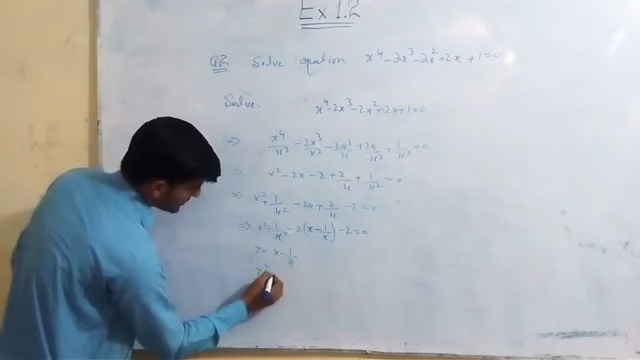 Ex 1.2
Q2 Solve equation x⁴-2x³-2x²+2x+1=0
Solve. x⁴-2x³-2x²+2x+1=0
⇒ x⁴/x² - 2x³/x² - 2x²/x + 2x/x² + 1/x² = 0
⇒ x²-2x-2+2/x+1/x²=0
⇒ x²+1/x² -2x+2/x -2=0
⇒ x²+1/x² -2(x-1/x)-2=0
y= x-1/x
y²